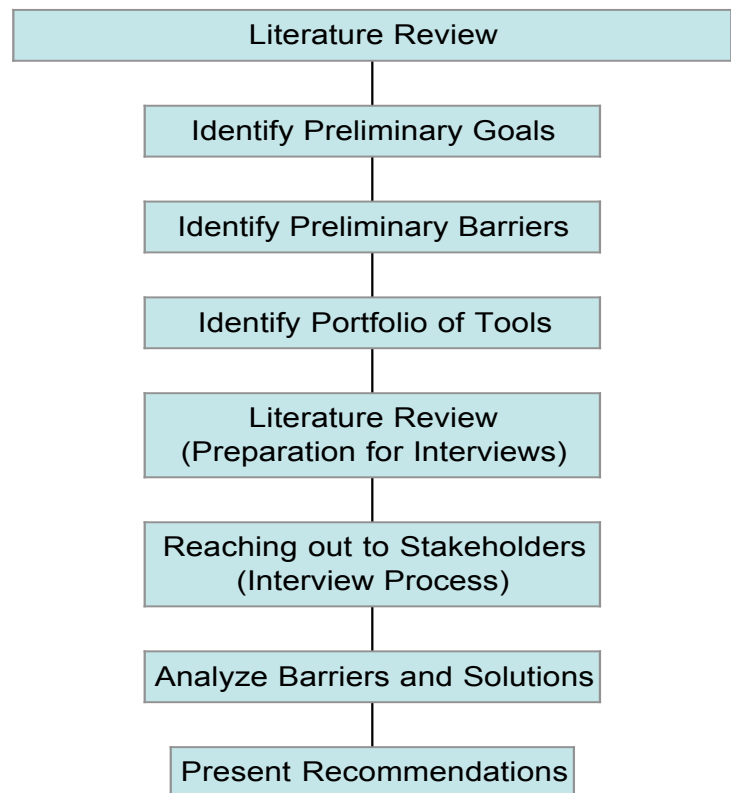 Literature Review
Identify Preliminary Goals
Identify Preliminary Barriers
Identify Portfolio of Tools
Literature Review
(Preparation for Interviews)
Reaching out to Stakeholders
(Interview Process)
Analyze Barriers and Solutions
Present Recommendations